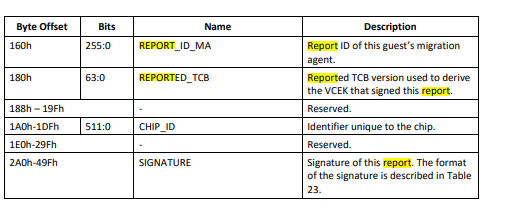 Byte Offset Bits Name Description
160h 255:0 REPORT_ID_MA Report ID of this guest's migration
agent.
180h 63:0 REPORTED_TCB Reported TCB version used to derive
the VCEK that signed this report.
188h – 19Fh - Reserved.
1A0h-1DFh 511:0 CHIP_ID Identifier unique to the chip.
1E0h-29Fh - Reserved.
2A0h-49Fh SIGNATURE Signature of this report. The format
of the signature is described in Table
23.